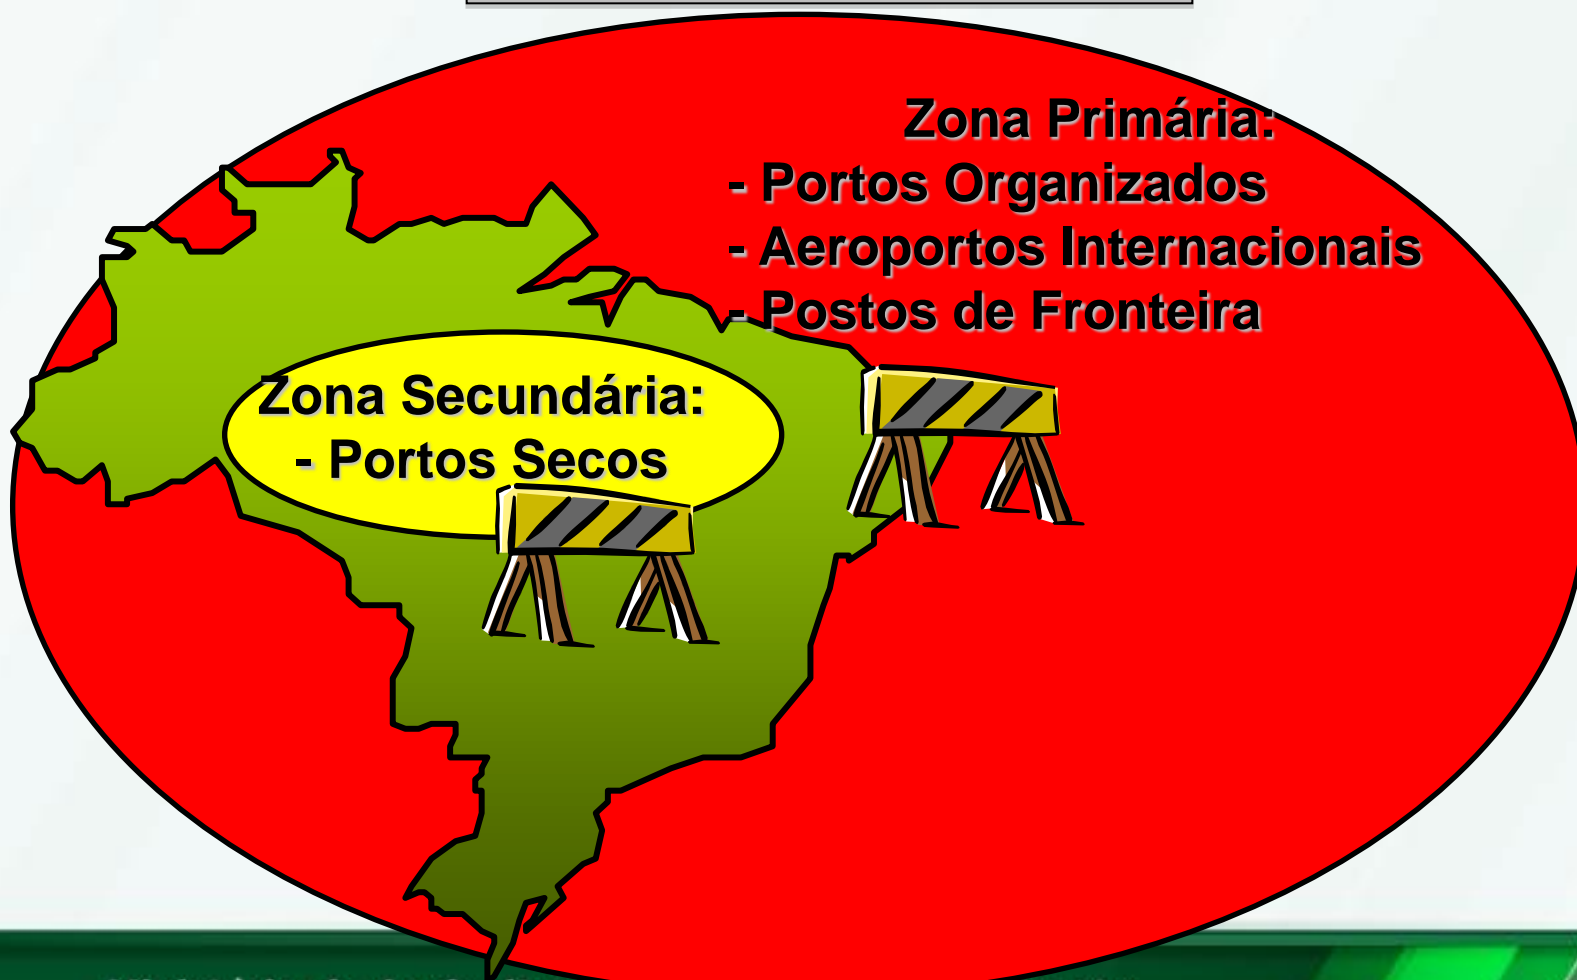 Zona Primária:
- Portos Organizados
- Aeroportos Internacionais
- Postos de Fronteira
Zona Secundária:
- Portos Secos